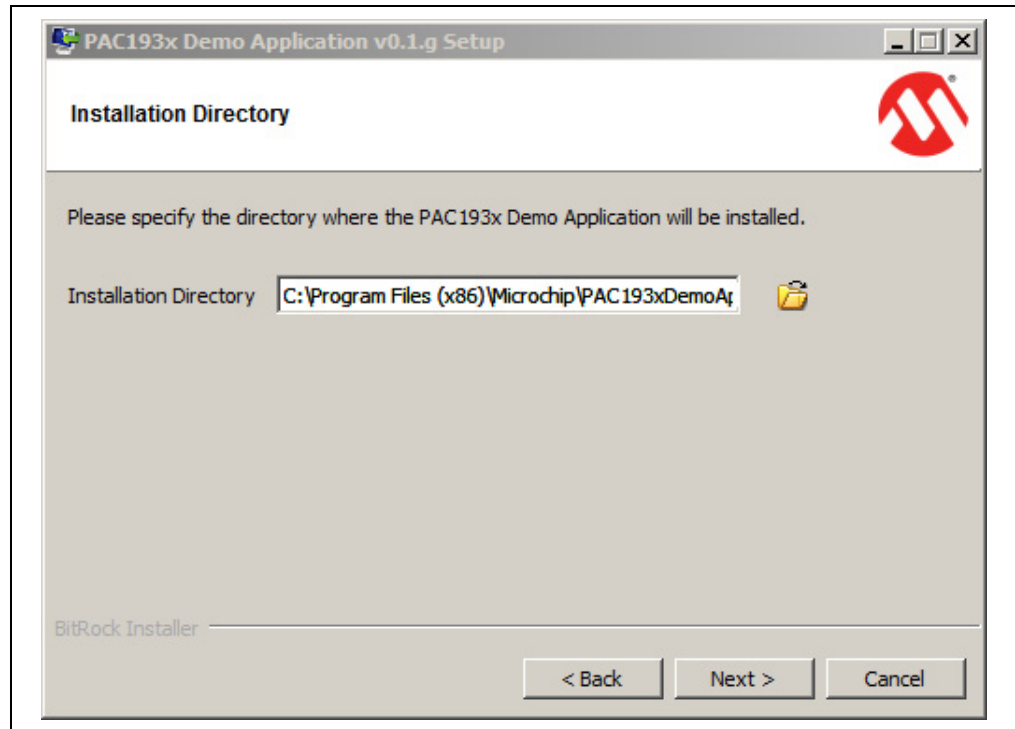 PAC193x Demo Application v0.1.g Setup
Installation Directory
Please specify the directory where the PAC193x Demo Application will be installed.
Installation Directory C:\Program Files (x86)\Microchip\PAC193xDemoAp
BitRock Installer
< Back Next > Cancel